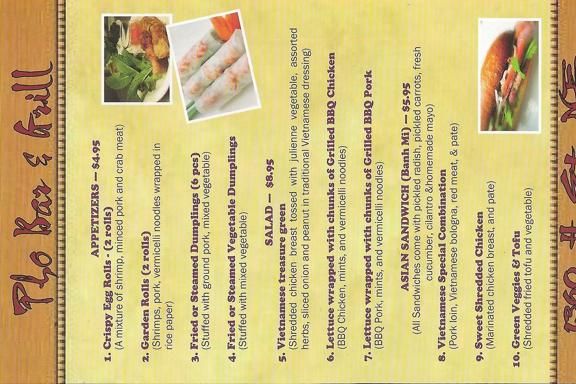 Pho Bar & Grill
APPETIZERS — $4.95
1. Crispy Egg Rolls - (2 rolls)
(A mixture of shrimp, minced pork and crab meat)
2. Garden Rolls (2 rolls)
(Shrimps, pork, vermicelli noodles wrapped in
rice paper)
3. Fried or Steamed Dumplings (6 pcs)
(Stuffed with ground pork, mixed vegetable)
4. Fried or Steamed Vegetable Dumplings
(Stuffed with mixed vegetable)
SALAD — $8.95
5. Vietnamese treasure green
(Shredded chicken breast tossed with julienne vegetable, assorted
herbs, sliced onion and peanut in traditional Vietnamese dressing)
6. Lettuce wrapped with chunks of Grilled BBQ Chicken
(BBQ Chicken, mints, and vermicelli noodles)
7. Lettuce wrapped with chunks of Grilled BBQ Pork
(BBQ Pork, mints, and vermicelli noodles)
ASIAN SANDWICH (Banh Mi) — $5.95
(All Sandwiches come with pickled radish, pickled carrots, fresh
cucumber, cilantro &homemade mayo)
8. Vietnamese Special Combination
(Pork loin, Vietnamese bologna, red meat, & pate)
9. Sweet Shredded Chicken
(Marinated chicken breast, and pate)
10. Green Veggies & Tofu
(Shredded fried tofu and vegetable)
1360 H St NE